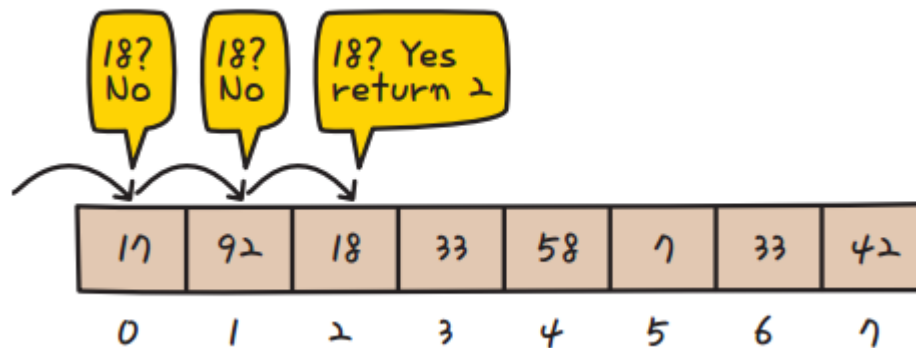 18?
No
18?
No
18? Yes
return 2
17 92 18 33 58 7 33 42
0 1 2 3 4 5 6 7